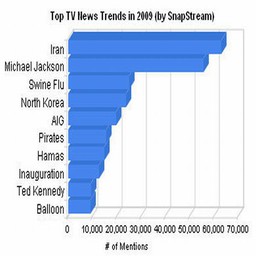 Top TV News Trends in 2009 (by SnapStream)
Iran
Michael Jackson
Swine Flu
North Korea
AIG
Pirates
Hamas
Inauguration
Ted Kennedy
Balloon
0 10,000 20,000 30,000 40,000 50,000 60,000 70,000
# of Mentions